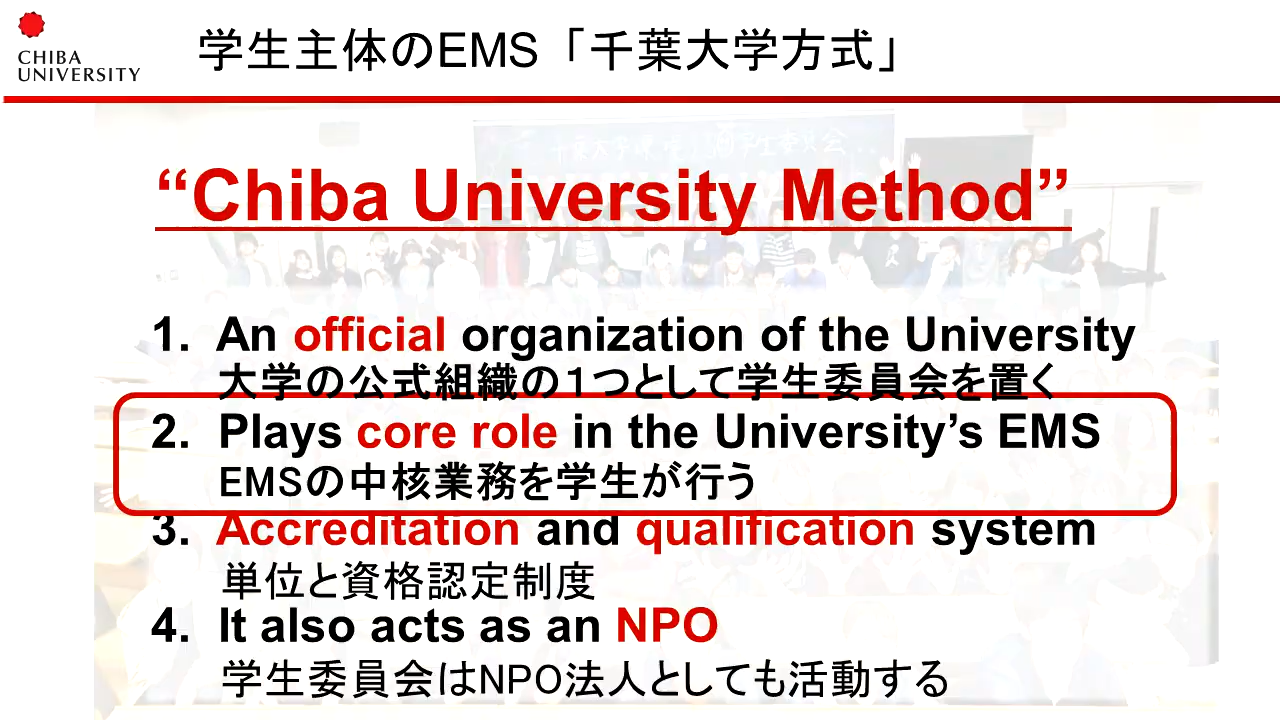 CHIBA
UNIVERSITY
学生主体のEMS「千葉大学方式」
“Chiba University Method”
1. An official organization of the University
大学の公式組織の１つとして学生委員会を置く
2. Plays core role in the University’s EMS
EMSの中核業務を学生が行う
3. Accreditation and qualification system
単位と資格認定制度
4. It also acts as an NPO
学生委員会はNPO法人としても活動する